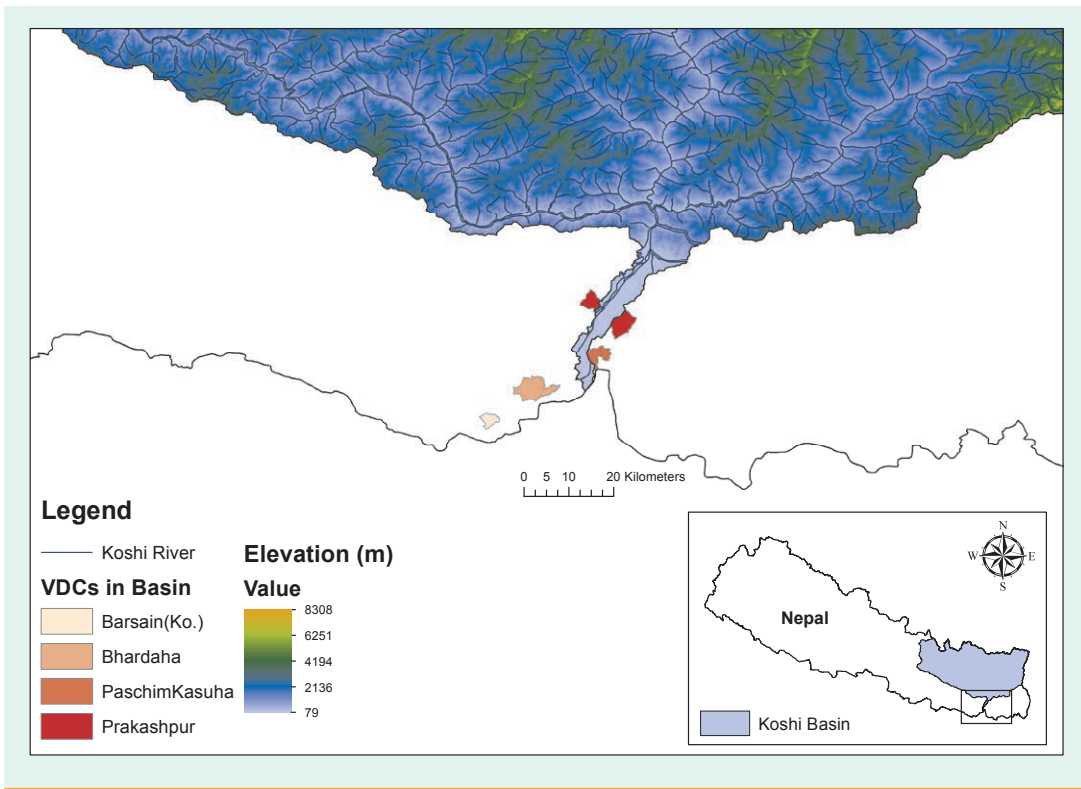 0 5 10 20 Kilometers
Legend
Koshi River
VDCs in Basin
Barsain(Ko.)
Bhardaha
PaschimKasuha
Prakashpur
Elevation (m)
Value
8308
6251
4194
2136
79
N
W E
S
Nepal
Koshi Basin